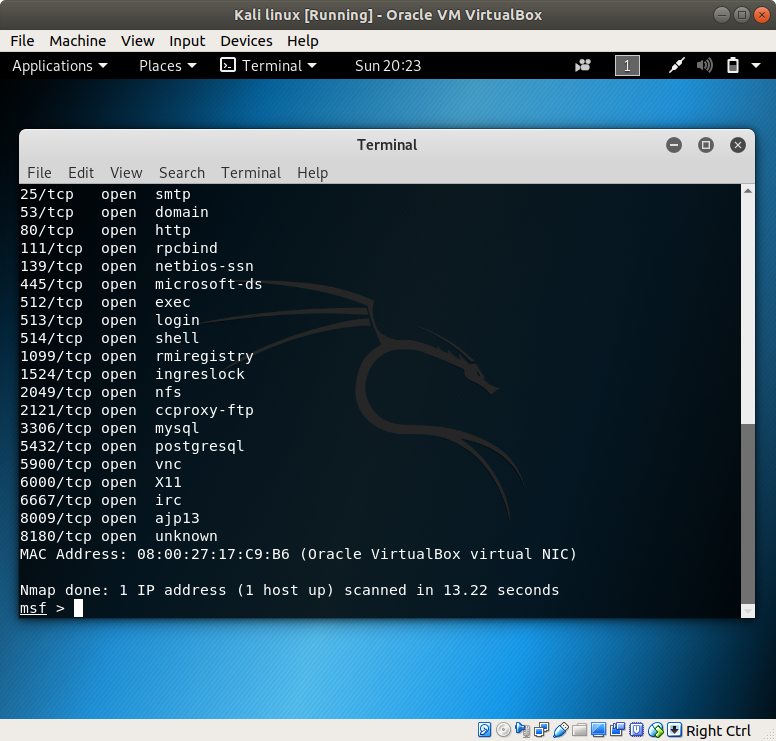 Kali linux [Running] - Oracle VM VirtualBox
File Machine View Input Devices Help
Applications Places Terminal Sun 20:23 1
Terminal
File Edit View Search Terminal Help
25/tcp open smtp
53/tcp open domain
80/tcp open http
111/tcp open rpcbind
139/tcp open netbios-ssn
445/tcp open microsoft-ds
512/tcp open exec
513/tcp open login
514/tcp open shell
1099/tcp open rmiregistry
1524/tcp open ingreslock
2049/tcp open nfs
2121/tcp open ccproxy-ftp
3306/tcp open mysql
5432/tcp open postgresql
5900/tcp open vnc
6000/tcp open X11
6667/tcp open irc
8009/tcp open ajp13
8180/tcp open unknown
MAC Address: 08:00:27:17:C9:B6 (Oracle VirtualBox virtual NIC)
Nmap done: 1 IP address (1 host up) scanned in 13.22 seconds
msf >
Right Ctrl